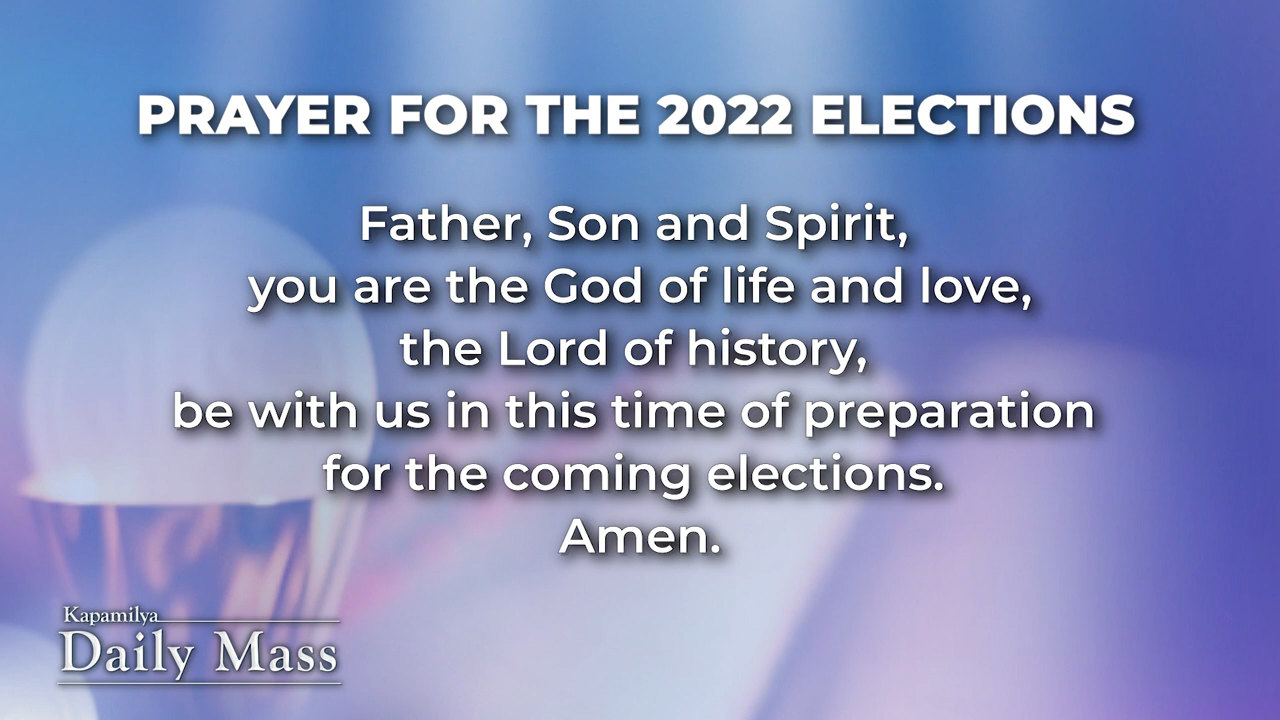 PRAYER FOR THE 2022 ELECTIONS
Father, Son and Spirit,
you are the God of life and love,
the Lord of history,
be with us in this time of preparation
for the coming elections.
Amen.
Kapamilya
Daily Mass